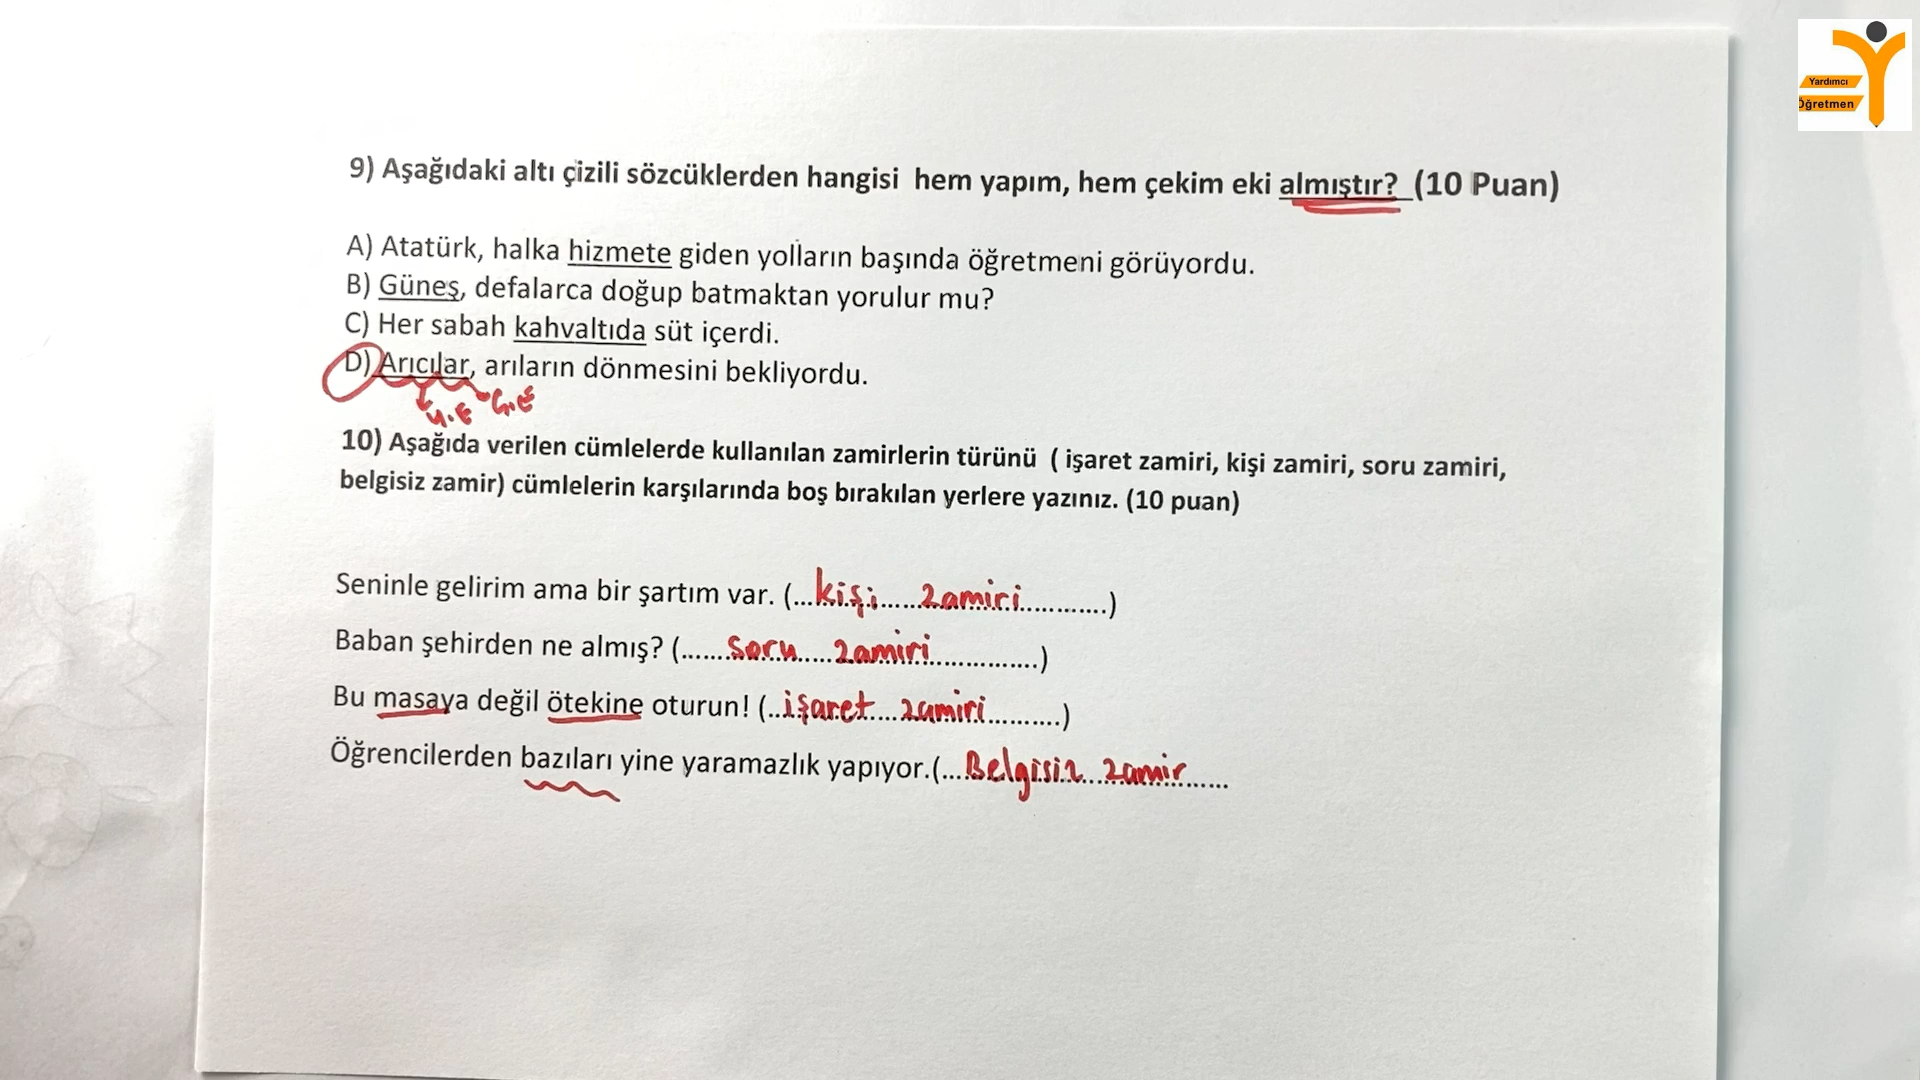 Yardımcı
Öğretmen
9) Aşağıdaki altı çizili sözcüklerden hangisi hem yapım, hem çekim eki almıştır? (10 Puan)
A) Atatürk, halka hizmete giden yolların başında öğretmeni görüyordu.
B) Güneş, defalarca doğup batmaktan yorulur mu?
C) Her sabah kahvaltıda süt içerdi.
D) Arıcılar, arıların dönmesini bekliyordu.
10) Aşağıda verilen cümlelerde kullanılan zamirlerin türünü ( işaret zamiri, kişi zamiri, soru zamiri,
belgisiz zamir) cümlelerin karşılarında boş bırakılan yerlere yazınız. (10 puan)
Seninle gelirim ama bir şartım var. (...kişi......zamiri............)
Baban şehirden ne almış? (.......soru.....zamiri...............)
Bu masaya değil ötekine oturun! (...işaret....zamiri..........)
Öğrencilerden bazıları yine yaramazlık yapıyor.(...Belgisiz...zamir......